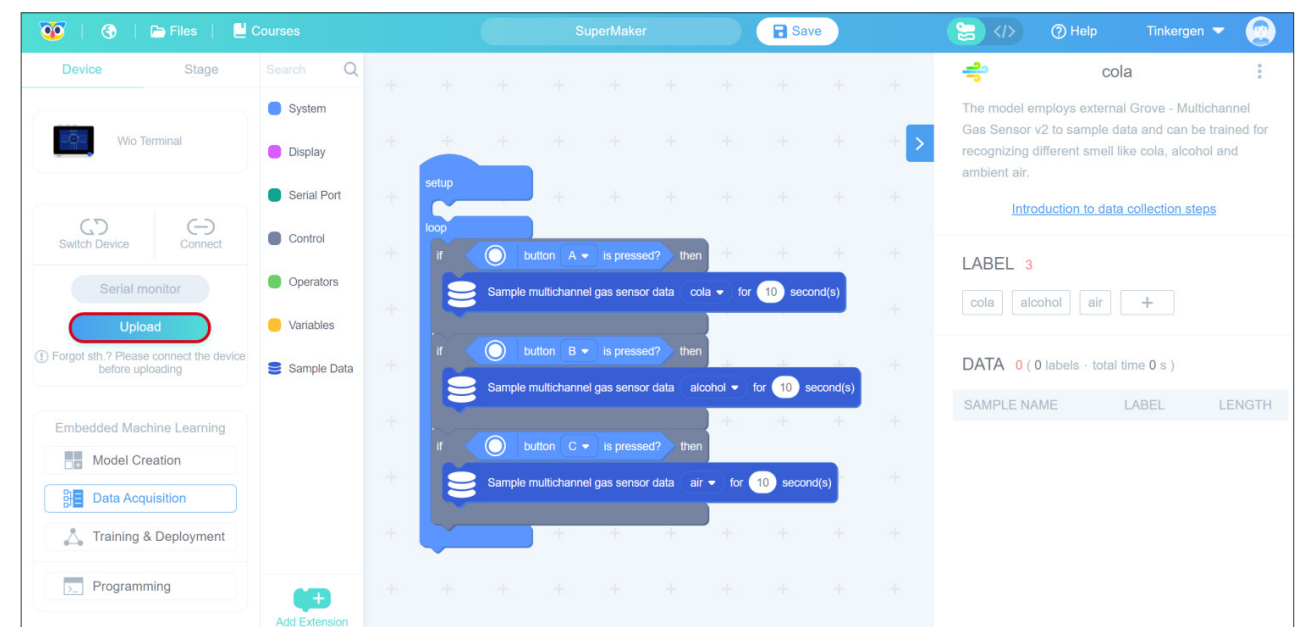 Files
Courses
SuperMaker
Save
</>
Help
Tinkergen
Device
Stage
Wio Terminal
Switch Device
Connect
Serial monitor
Upload
Forgot sth.? Please connect the device
before uploading
Embedded Machine Learning
Model Creation
Data Acquisition
Training & Deployment
Programming
Search
System
Display
Serial Port
Control
Operators
Variables
Sample Data
Add Extension
setup
loop
if button A is pressed? then
Sample multichannel gas sensor data cola for 10 second(s)
if button B is pressed? then
Sample multichannel gas sensor data alcohol for 10 second(s)
if button C is pressed? then
Sample multichannel gas sensor data air for 10 second(s)
cola
The model employs external Grove - Multichannel
Gas Sensor v2 to sample data and can be trained for
recognizing different smell like cola, alcohol and
ambient air.
Introduction to data collection steps
LABEL 3
cola alcohol air +
DATA 0 ( 0 labels · total time 0 s )
SAMPLE NAME LABEL LENGTH